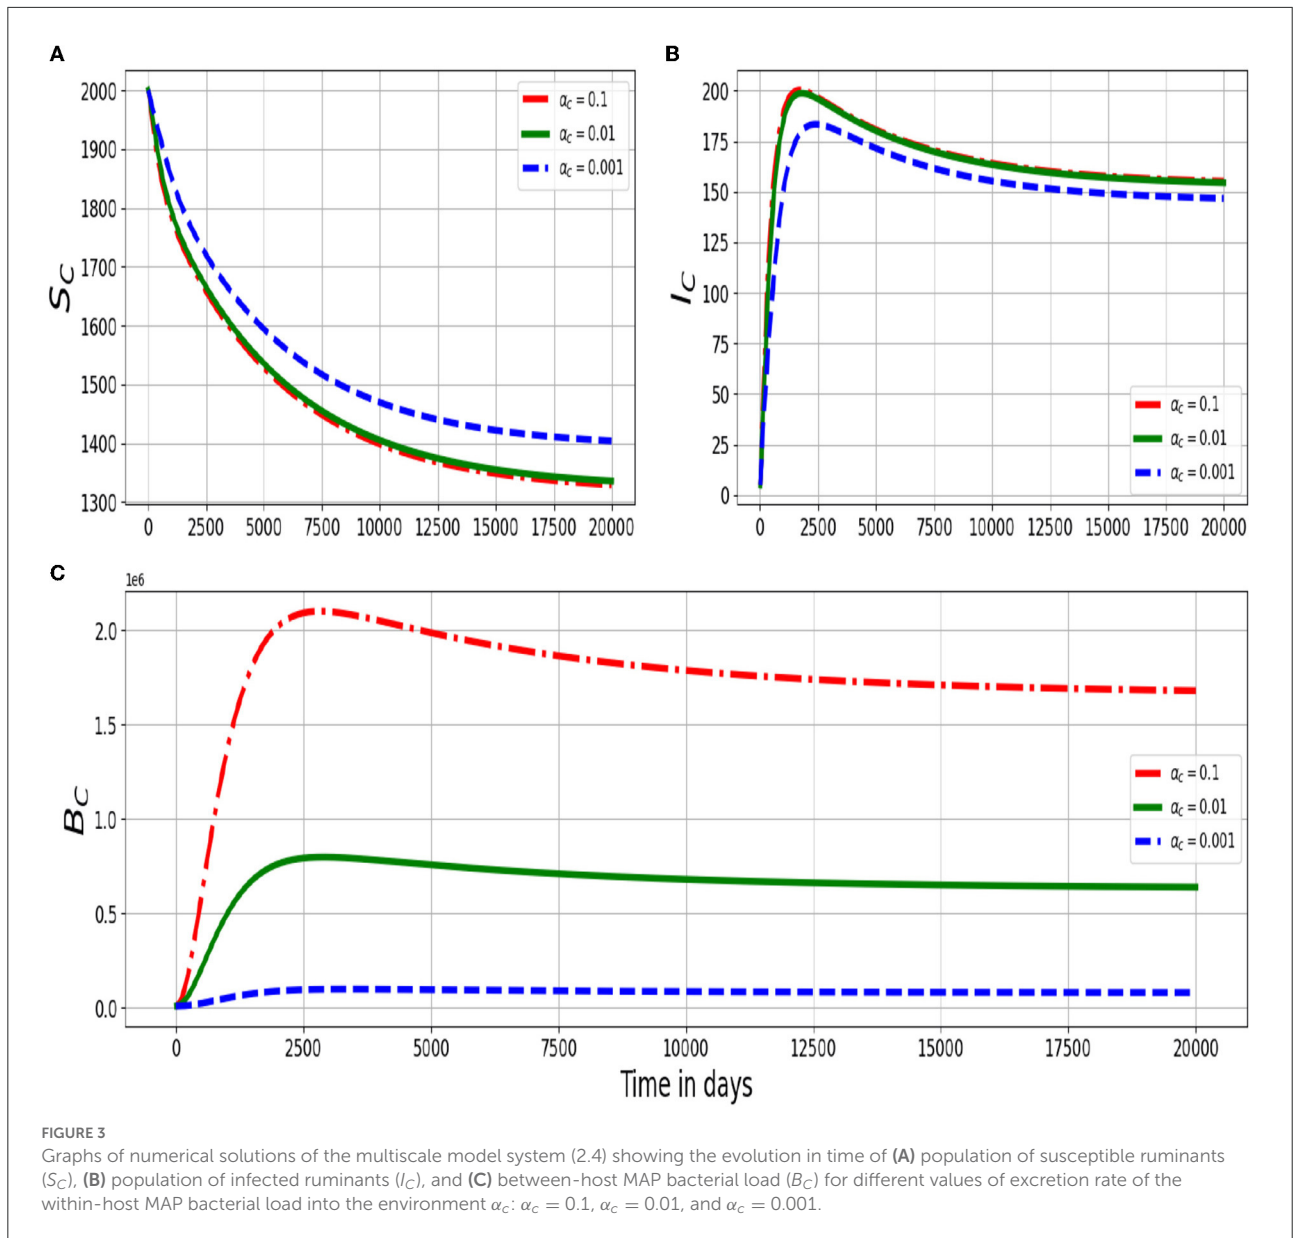 A
B
2000
1900
1800
1700
1600
1500
1400
1300
S_C
α_c = 0.1
α_c = 0.01
α_c = 0.001
0 2500 5000 7500 10000 12500 15000 17500 20000
200
175
150
125
100
75
50
25
0
I_C
α_c = 0.1
α_c = 0.01
α_c = 0.001
0 2500 5000 7500 10000 12500 15000 17500 20000
C
1e6
2.0
1.5
1.0
0.5
0.0
B_C
α_c = 0.1
α_c = 0.01
α_c = 0.001
0 2500 5000 7500 10000 12500 15000 17500 20000
Time in days
FIGURE 3
Graphs of numerical solutions of the multiscale model system (2.4) showing the evolution in time of (A) population of susceptible ruminants
(S_C), (B) population of infected ruminants (I_C), and (C) between-host MAP bacterial load (B_C) for different values of excretion rate of the
within-host MAP bacterial load into the environment α_c: α_c = 0.1, α_c = 0.01, and α_c = 0.001.